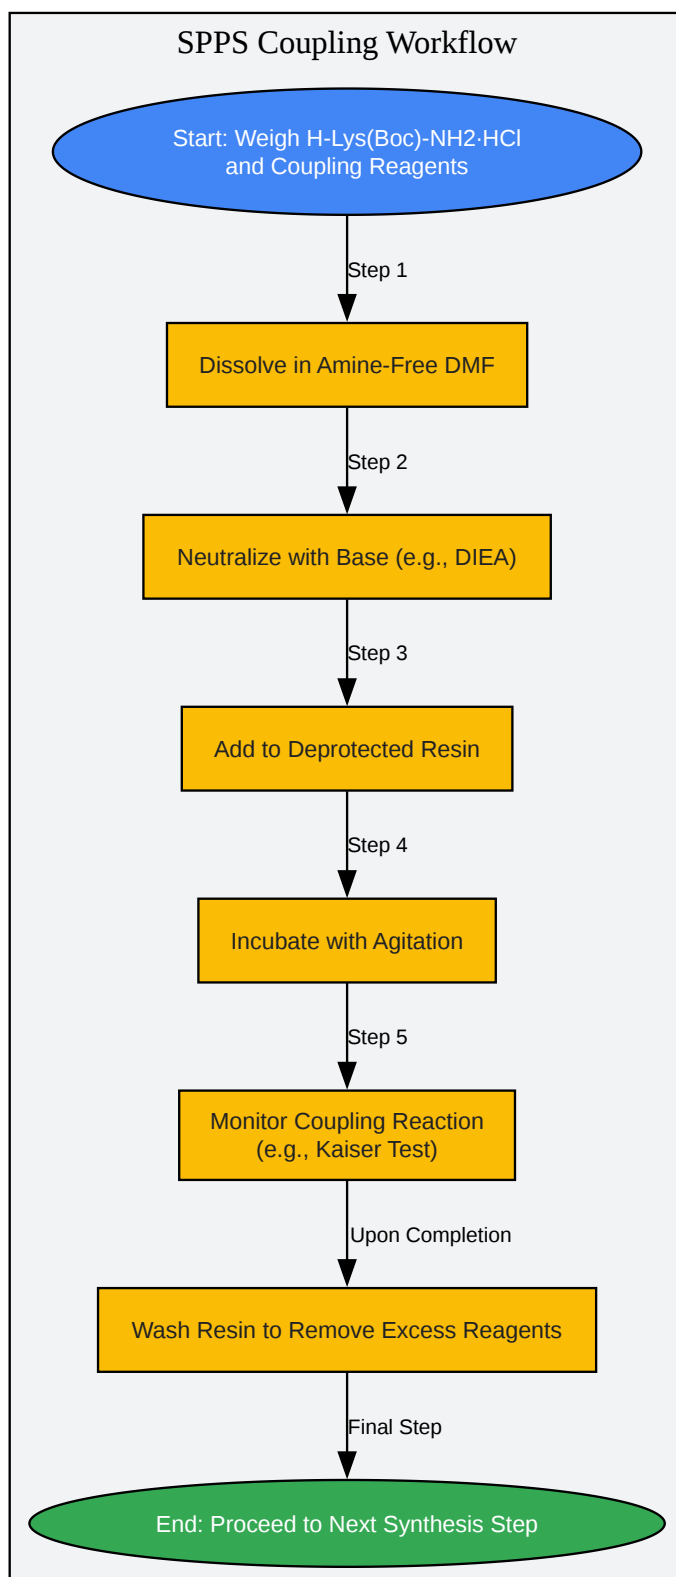 SPPS Coupling Workflow
Start: Weigh H-Lys(Boc)-NH2·HCl
and Coupling Reagents
Step 1
Dissolve in Amine-Free DMF
Step 2
Neutralize with Base (e.g., DIEA)
Step 3
Add to Deprotected Resin
Step 4
Incubate with Agitation
Step 5
Monitor Coupling Reaction
(e.g., Kaiser Test)
Upon Completion
Wash Resin to Remove Excess Reagents
Final Step
End: Proceed to Next Synthesis Step